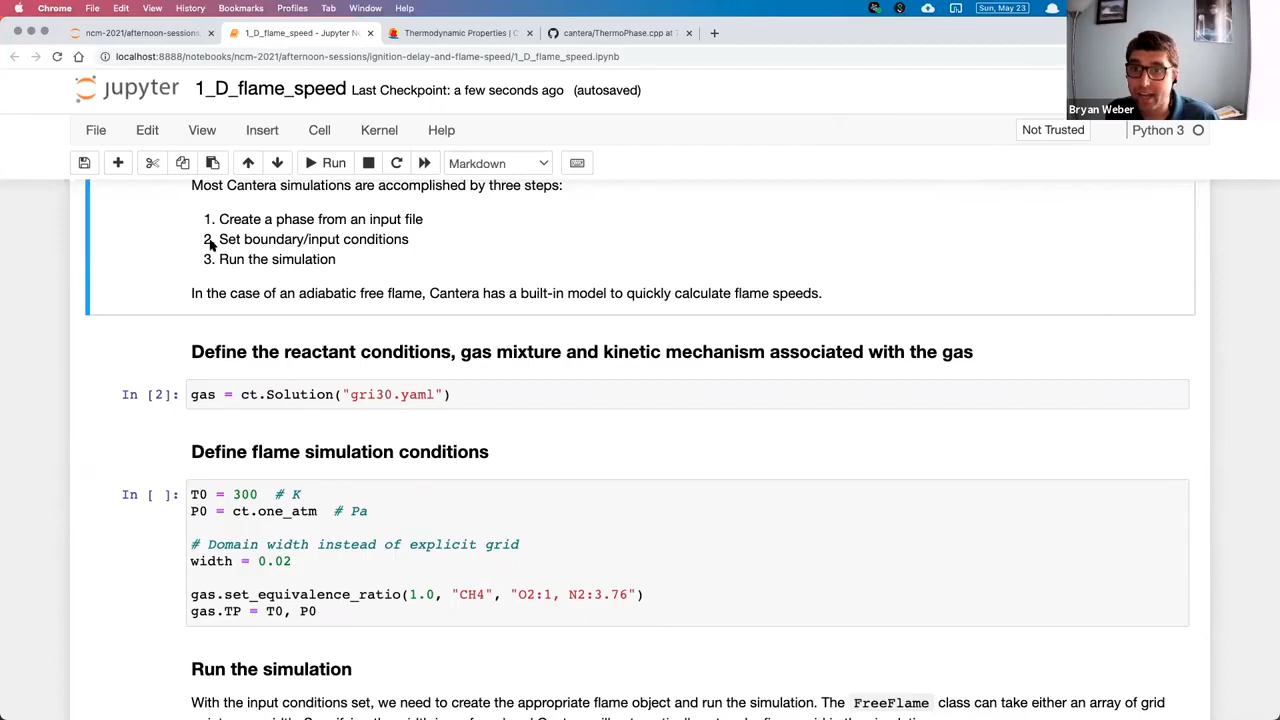 Chrome File Edit View History Bookmarks Profiles Tab Window Help Sun, May 23
ncm-2021/afternoon-sessions 1_D_flame_speed - Jupyter N Thermodynamic Properties | C cantera/ThermoPhase.cpp at
localhost:8888/notebooks/ncm-2021/afternoon-sessions/ignition-delay-and-flame-speed/1_D_flame_speed.ipynb
Bryan Weber
jupyter 1_D_flame_speed Last Checkpoint: a few seconds ago (autosaved)
File Edit View Insert Cell Kernel Help Not Trusted Python 3
Run Markdown
Most Cantera simulations are accomplished by three steps:
1. Create a phase from an input file
2. Set boundary/input conditions
3. Run the simulation
In the case of an adiabatic free flame, Cantera has a built-in model to quickly calculate flame speeds.
Define the reactant conditions, gas mixture and kinetic mechanism associated with the gas
In [2]: gas = ct.Solution("gri30.yaml")
Define flame simulation conditions
In [ ]: T0 = 300 # K
P0 = ct.one_atm # Pa
# Domain width instead of explicit grid
width = 0.02
gas.set_equivalence_ratio(1.0, "CH4", "O2:1, N2:3.76")
gas.TP = T0, P0
Run the simulation
With the input conditions set, we need to create the appropriate flame object and run the simulation. The FreeFlame class can take either an array of grid